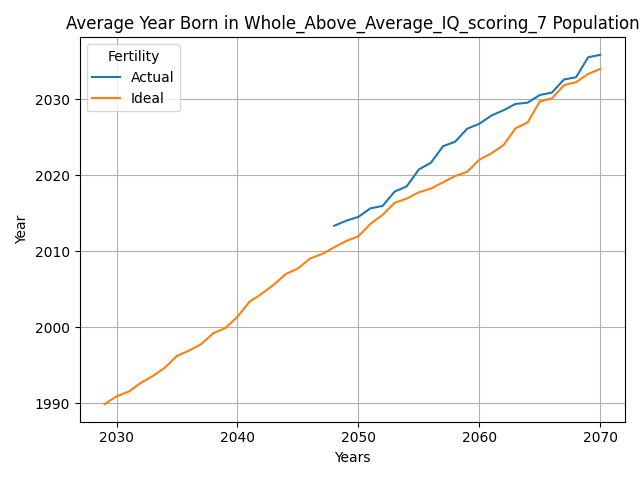 Average Year Born in Whole_Above_Average_IQ_scoring_7 Population
Fertility
Actual
Ideal
2030
2020
2010
2000
1990
Year
2030 2040 2050 2060 2070
Years